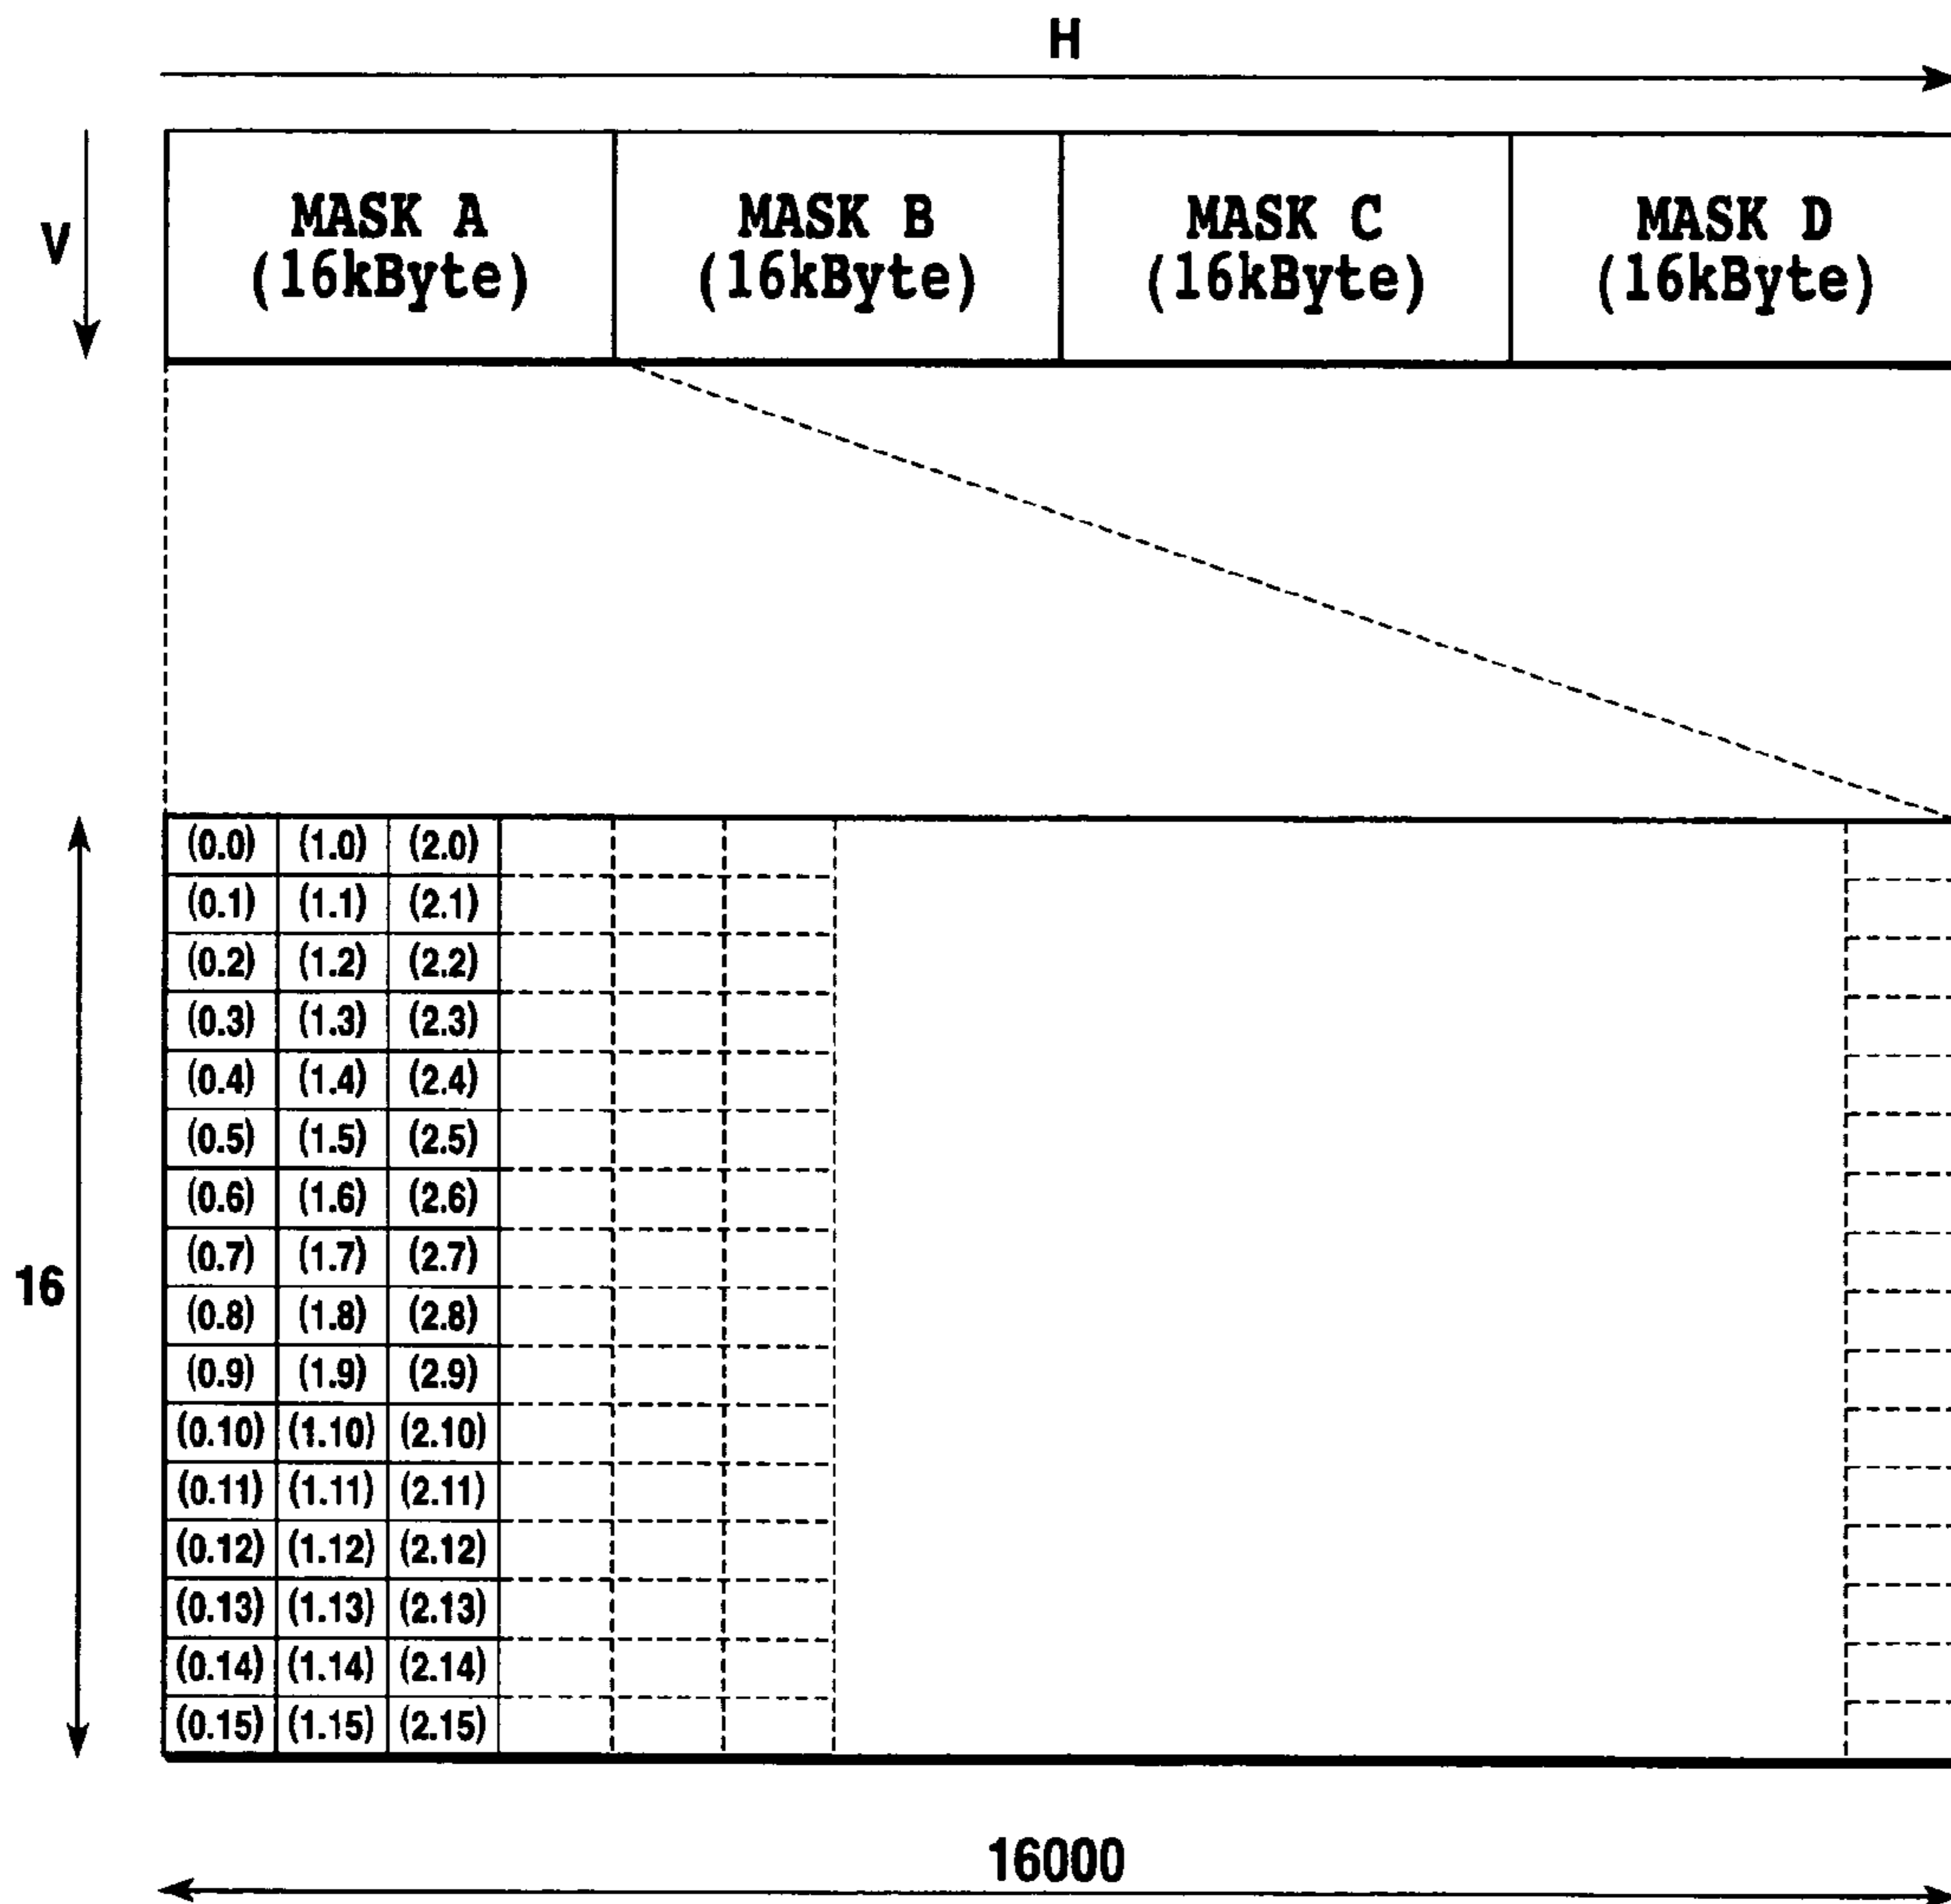 H
V
MASK A MASK B MASK C MASK D
(16kByte) (16kByte) (16kByte) (16kByte)
(0.0) (1.0) (2.0)
(0.1) (1.1) (2.1)
(0.2) (1.2) (2.2)
(0.3) (1.3) (2.3)
(0.4) (1.4) (2.4)
(0.5) (1.5) (2.5)
(0.6) (1.6) (2.6)
(0.7) (1.7) (2.7)
16
(0.8) (1.8) (2.8)
(0.9) (1.9) (2.9)
(0.10) (1.10) (2.10)
(0.11) (1.11) (2.11)
(0.12) (1.12) (2.12)
(0.13) (1.13) (2.13)
(0.14) (1.14) (2.14)
(0.15) (1.15) (2.15)
16000